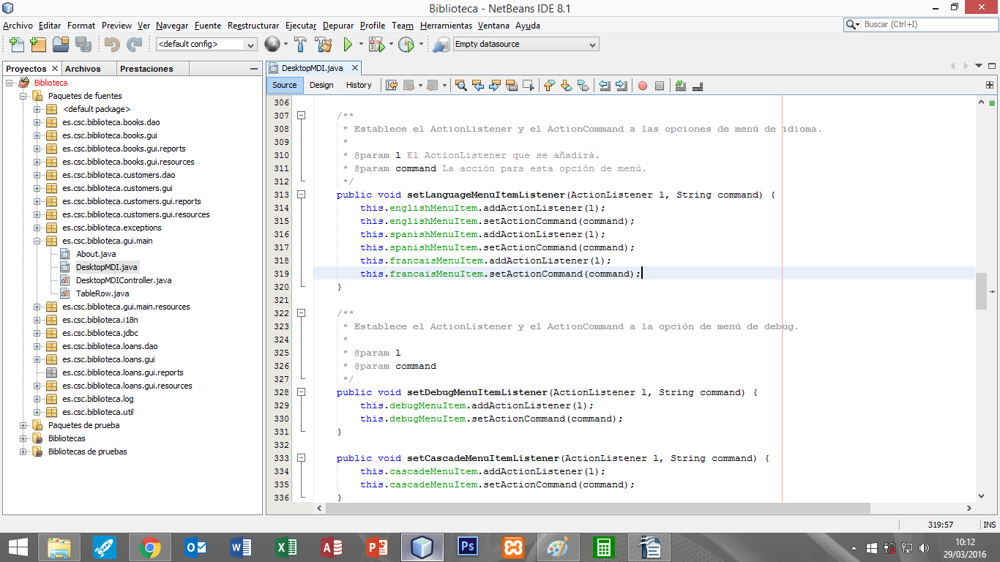 Biblioteca - NetBeans IDE 8.1
Archivo Editar Format Preview Ver Navegar Fuente Reestructurar Ejecutar Depurar Profile Team Herramientas Ventana Ayuda
Buscar (Ctrl+I)
<default config>
Empty datasource
Proyectos Archivos Prestaciones
Biblioteca
Paquetes de fuentes
<default package>
es.csc.biblioteca.books.dao
es.csc.biblioteca.books.gui
es.csc.biblioteca.books.gui.reports
es.csc.biblioteca.books.gui.resources
es.csc.biblioteca.customers.dao
es.csc.biblioteca.customers.gui
es.csc.biblioteca.customers.gui.reports
es.csc.biblioteca.customers.gui.resources
es.csc.biblioteca.exceptions
es.csc.biblioteca.gui.main
About.java
DesktopMDI.java
DesktopMDIController.java
TableRow.java
es.csc.biblioteca.gui.main.resources
es.csc.biblioteca.i18n
es.csc.biblioteca.jdbc
es.csc.biblioteca.loans.dao
es.csc.biblioteca.loans.gui
es.csc.biblioteca.loans.gui.reports
es.csc.biblioteca.loans.gui.resources
es.csc.biblioteca.log
es.csc.biblioteca.util
Paquetes de prueba
Bibliotecas
Bibliotecas de pruebas
DesktopMDI.java
Source Design History
306
307 /**
308 * Establece el ActionListener y el ActionCommand a las opciones de menú de idioma.
309 *
310 * @param l El ActionListener que se añadirá.
311 * @param command La acción para esta opción de menú.
312 */
313 public void setLanguageMenuItemListener(ActionListener l, String command) {
314 this.englishMenuItem.addActionListener(l);
315 this.englishMenuItem.setActionCommand(command);
316 this.spanishMenuItem.addActionListener(l);
317 this.spanishMenuItem.setActionCommand(command);
318 this.francaisMenuItem.addActionListener(l);
319 this.francaisMenuItem.setActionCommand(command);
320 }
321
322 /**
323 * Establece el ActionListener y el ActionCommand a la opción de menú de debug.
324 *
325 * @param l
326 * @param command
327 */
328 public void setDebugMenuItemListener(ActionListener l, String command) {
329 this.debugMenuItem.addActionListener(l);
330 this.debugMenuItem.setActionCommand(command);
331 }
332
333 public void setCascadeMenuItemListener(ActionListener l, String command) {
334 this.cascadeMenuItem.addActionListener(l);
335 this.cascadeMenuItem.setActionCommand(command);
336 }
319:57 INS
10:12
29/03/2016